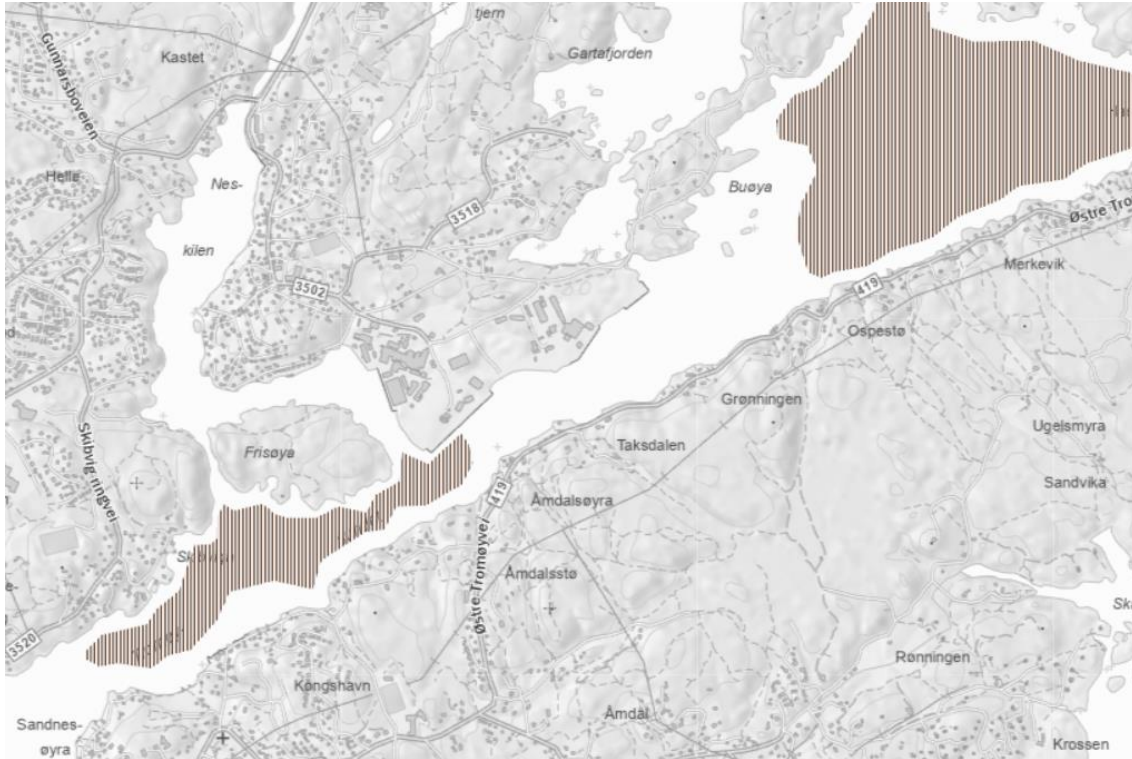 tjern
Kastet
Gartafjorden
Gunnarsboveien
Helle
Nes-
kilen
3518
Buøya
Østre Tro
3502
Merkevik
419
Ospestø
Grønningen
Frisøya
Taksdalen
Ugelsmyra
Sandvika
Skibvig ringvei
419
Åmdalsøyra
Åmdalsstø
Østre Tromøyvei
3520
Kongshavn
Rønningen
Sandnes-
øyra
Åmdal
Krossen